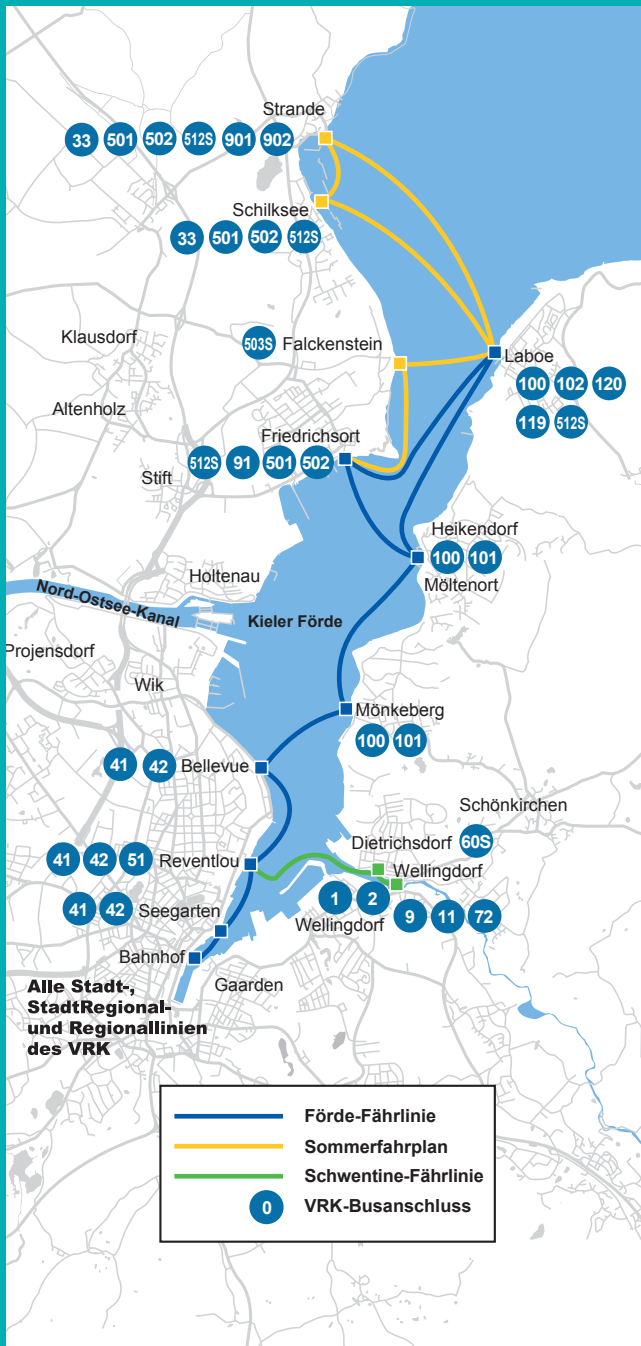 Strande
33 501 502 512S 901 902
Schilksee
33 501 502 512S
Klausdorf
503S Falckenstein
Laboe
100 102 120
119 512S
Altenholz
Friedrichsort
512S 91 501 502
Stift
Heikendorf
100 101
Möltenort
Holtenau
Nord-Ostsee-Kanal
Kieler Förde
Projensdorf
Wik
Mönkeberg
100 101
41 42 Bellevue
Schönkirchen
Dietrichsdorf 60S
41 42 51 Reventlou
Wellingdorf
1 2
9 11 72
Wellingdorf
41 42 Seegarten
Bahnhof
Gaarden
Alle Stadt-,
StadtRegional-
und Regionallinien
des VRK
Förde-Fährlinie
Sommerfahrplan
Schwentine-Fährlinie
0 VRK-Busanschluss